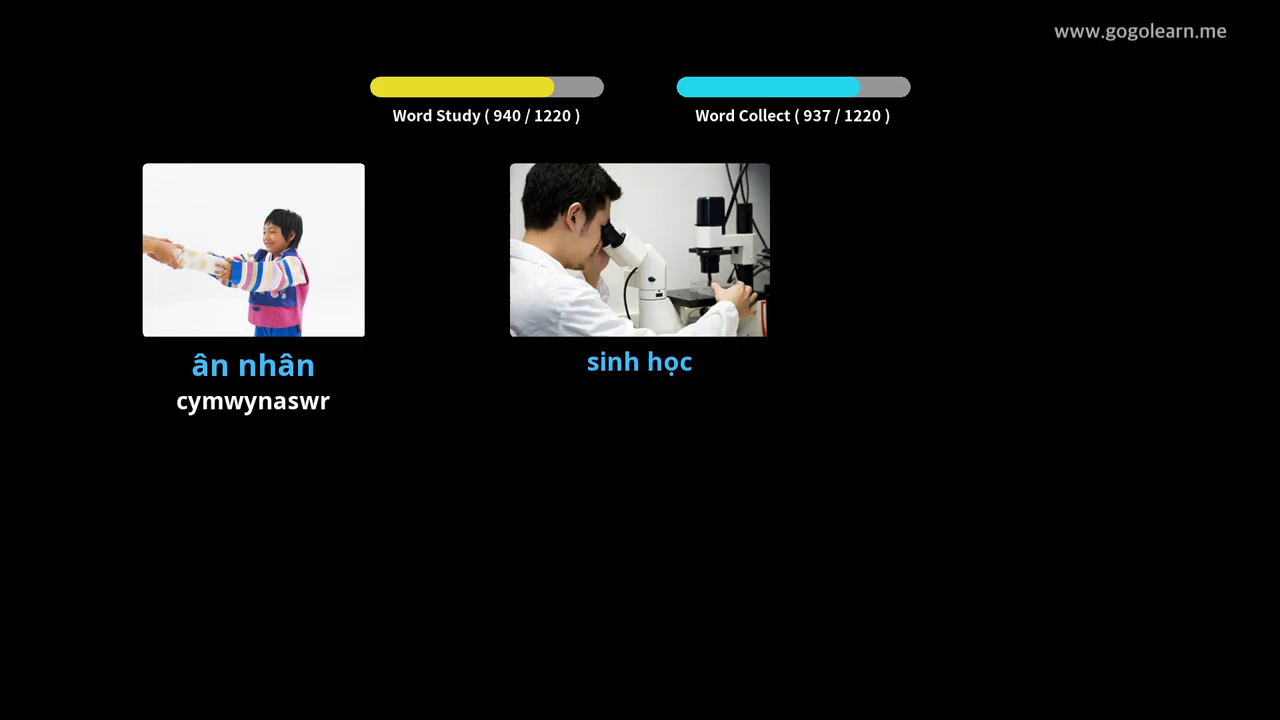 www.gogolearn.me
Word Study ( 940 / 1220 )
Word Collect ( 937 / 1220 )
ân nhân
cymwynaswr
sinh học